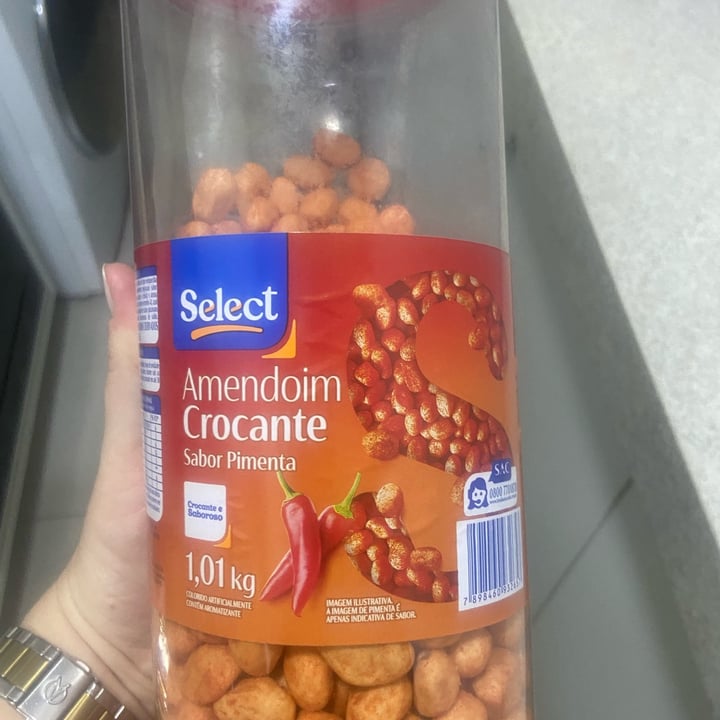 Select
Amendoim
Crocante
Sabor Pimenta
Crocante e
Saboroso
1,01 kg
COLORIDO ARTIFICIALMENTE
CONTÉM AROMATIZANTE
IMAGEM ILUSTRATIVA.
A IMAGEM DE PIMENTA É
APENAS INDICATIVA DE SABOR.
SAC
0800